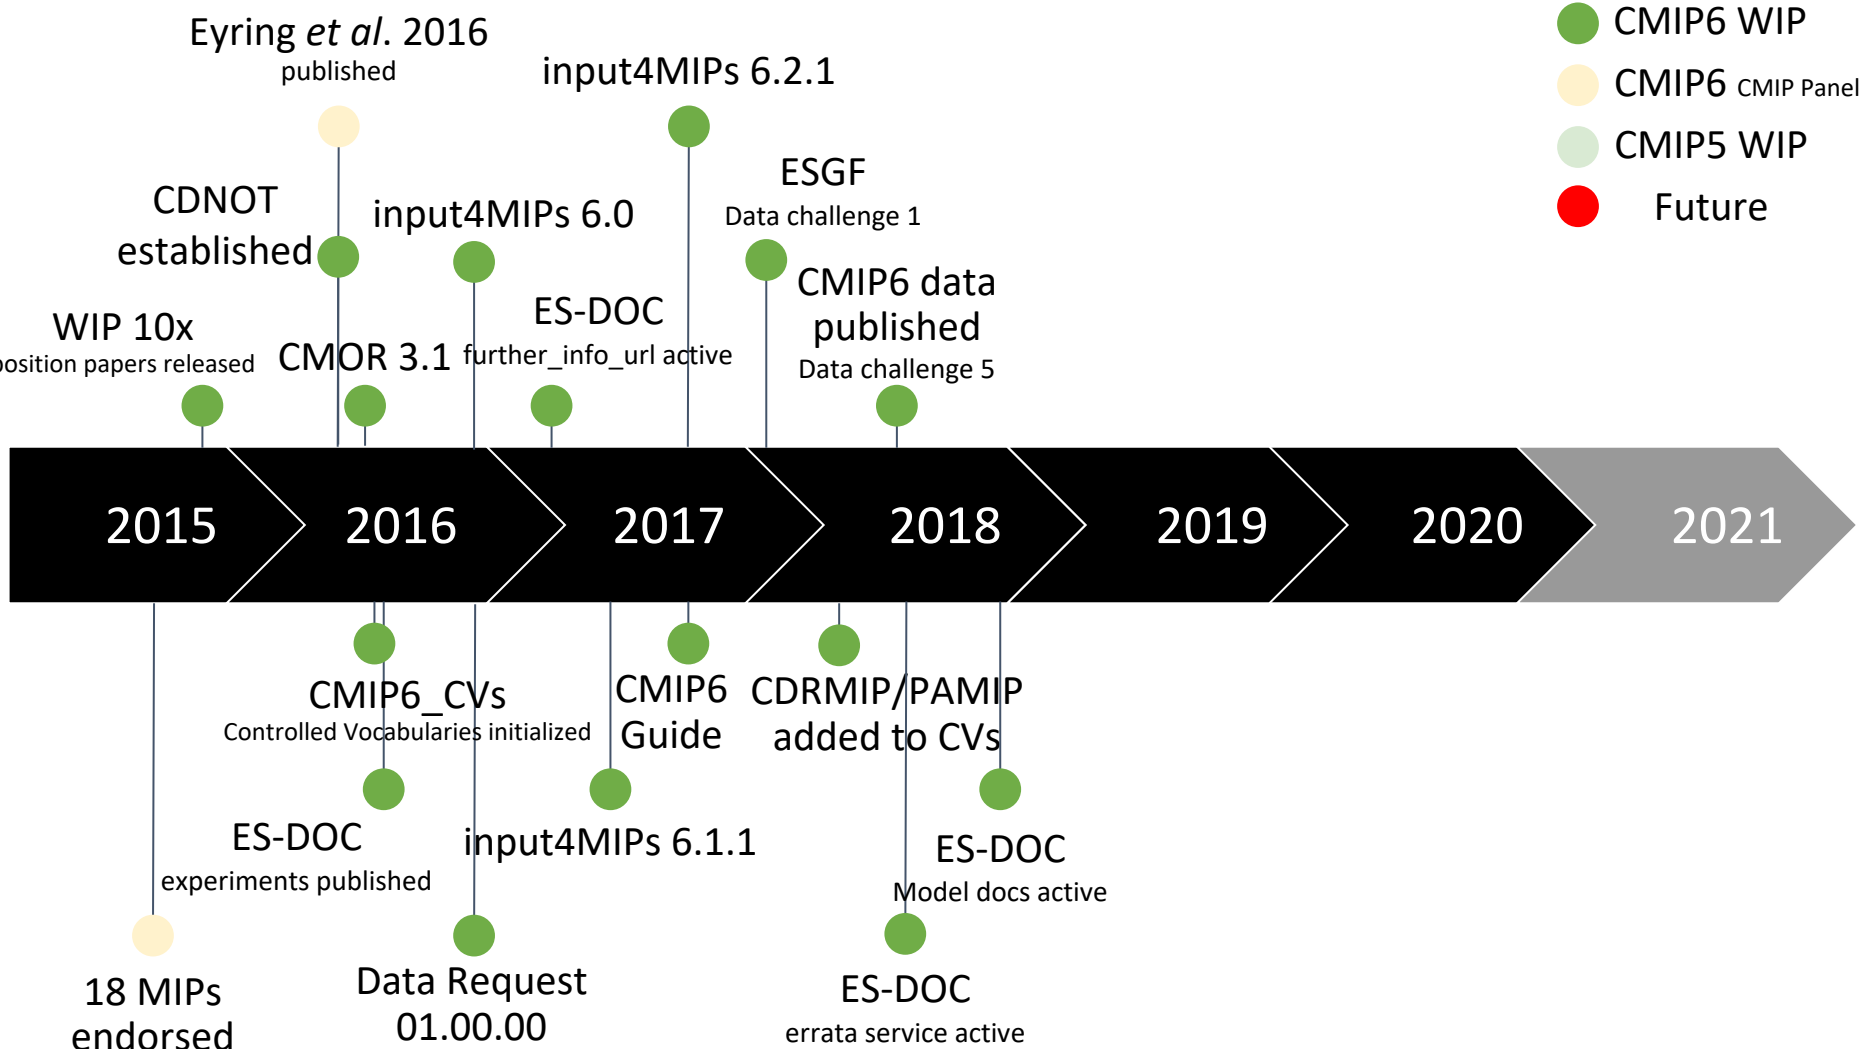 Eyring et al. 2016
published
input4MIPs 6.2.1
CMIP6 WIP
CMIP6 CMIP Panel
CMIP5 WIP
Future
CDNOT
established
input4MIPs 6.0
ESGF
Data challenge 1
WIP 10x
position papers released
CMOR 3.1
ES-DOC
further_info_url active
CMIP6 data
published
Data challenge 5
2015
2016
2017
2018
2019
2020
2021
CMIP6_CVs
Controlled Vocabularies initialized
CMIP6
Guide
CDRMIP/PAMIP
added to CVs
ES-DOC
experiments published
input4MIPs 6.1.1
ES-DOC
Model docs active
18 MIPs
endorsed
Data Request
01.00.00
ES-DOC
errata service active